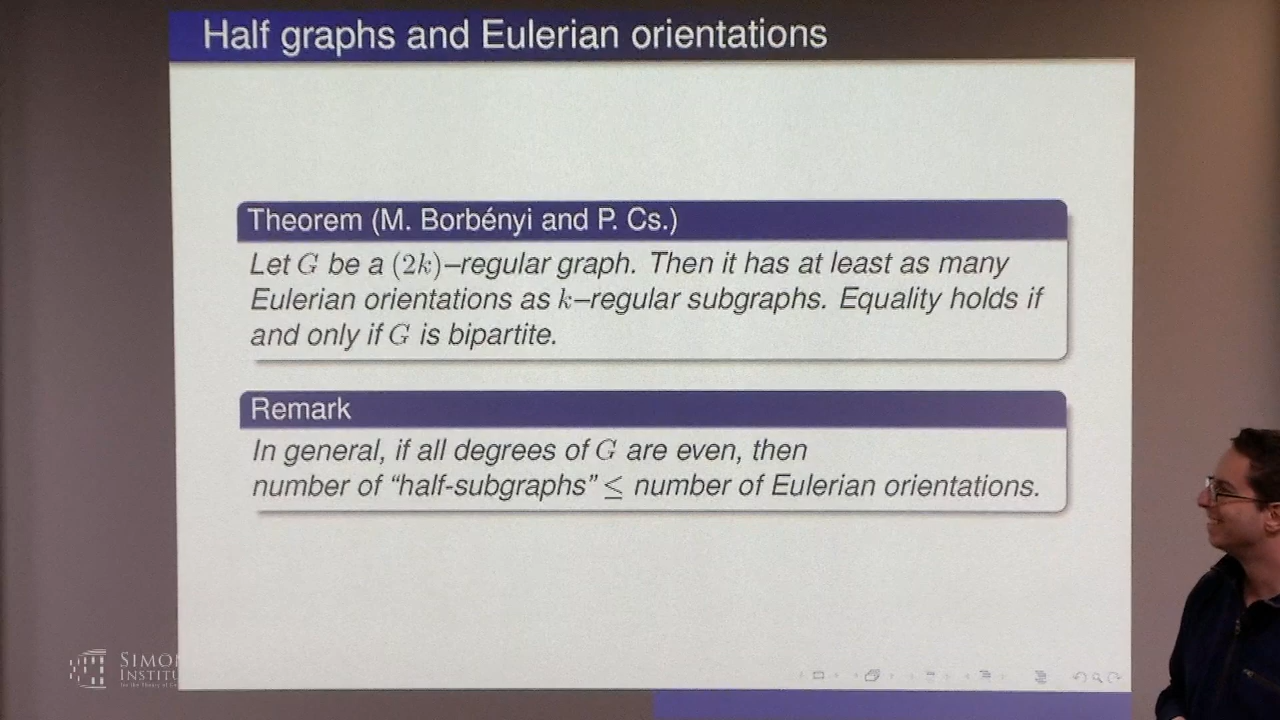 Half graphs and Eulerian orientations
Theorem (M. Borbényi and P. Cs.)
Let G be a (2k)–regular graph. Then it has at least as many
Eulerian orientations as k–regular subgraphs. Equality holds if
and only if G is bipartite.
Remark
In general, if all degrees of G are even, then
number of “half-subgraphs” ≤ number of Eulerian orientations.